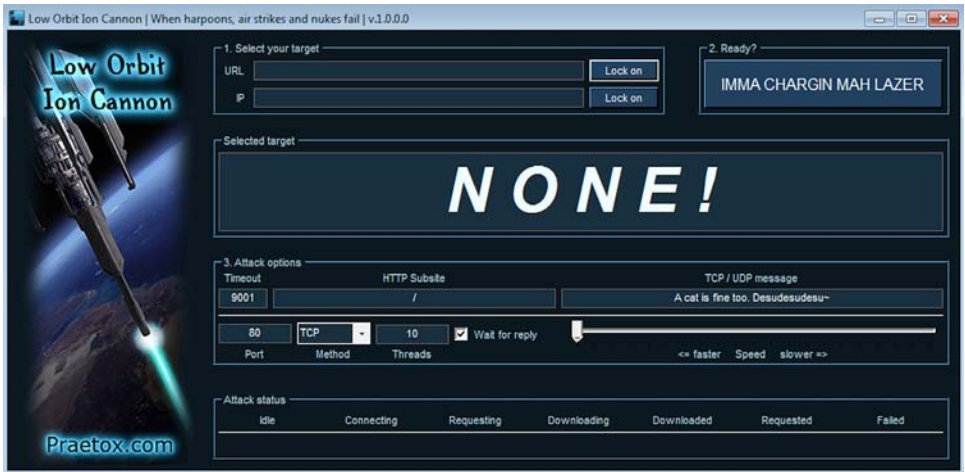 Low Orbit Ion Cannon | When harpoons, air strikes and nukes fail | v.1.0.0.0
Low Orbit
Ion Cannon
1. Select your target
URL
Lock on
IP
Lock on
2. Ready?
IMMA CHARGIN MAH LAZER
Selected target
NONE!
3. Attack options
Timeout HTTP Subsite TCP / UDP message
9001 / A cat is fine too. Desudesudesu~
80 TCP 10 Wait for reply
Port Method Threads <= faster Speed slower =>
Attack status
Idle Connecting Requesting Downloading Downloaded Requested Failed
Praetox.com